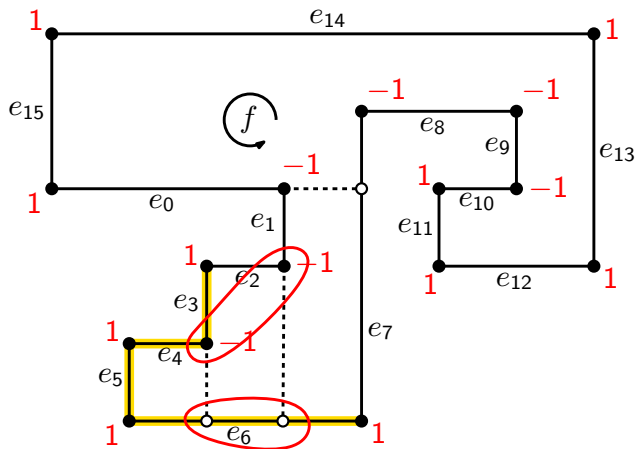 e₁₄
1 1
−1 −1
f
e₁₅ e₈
e₉ e₁₃
−1
1 1 −1
e₀ e₁₀
e₁ e₁₁
1 −1
e₂ 1 e₁₂ 1
e₃
e₇
1 −1
e₄
e₅
1 e₆ 1